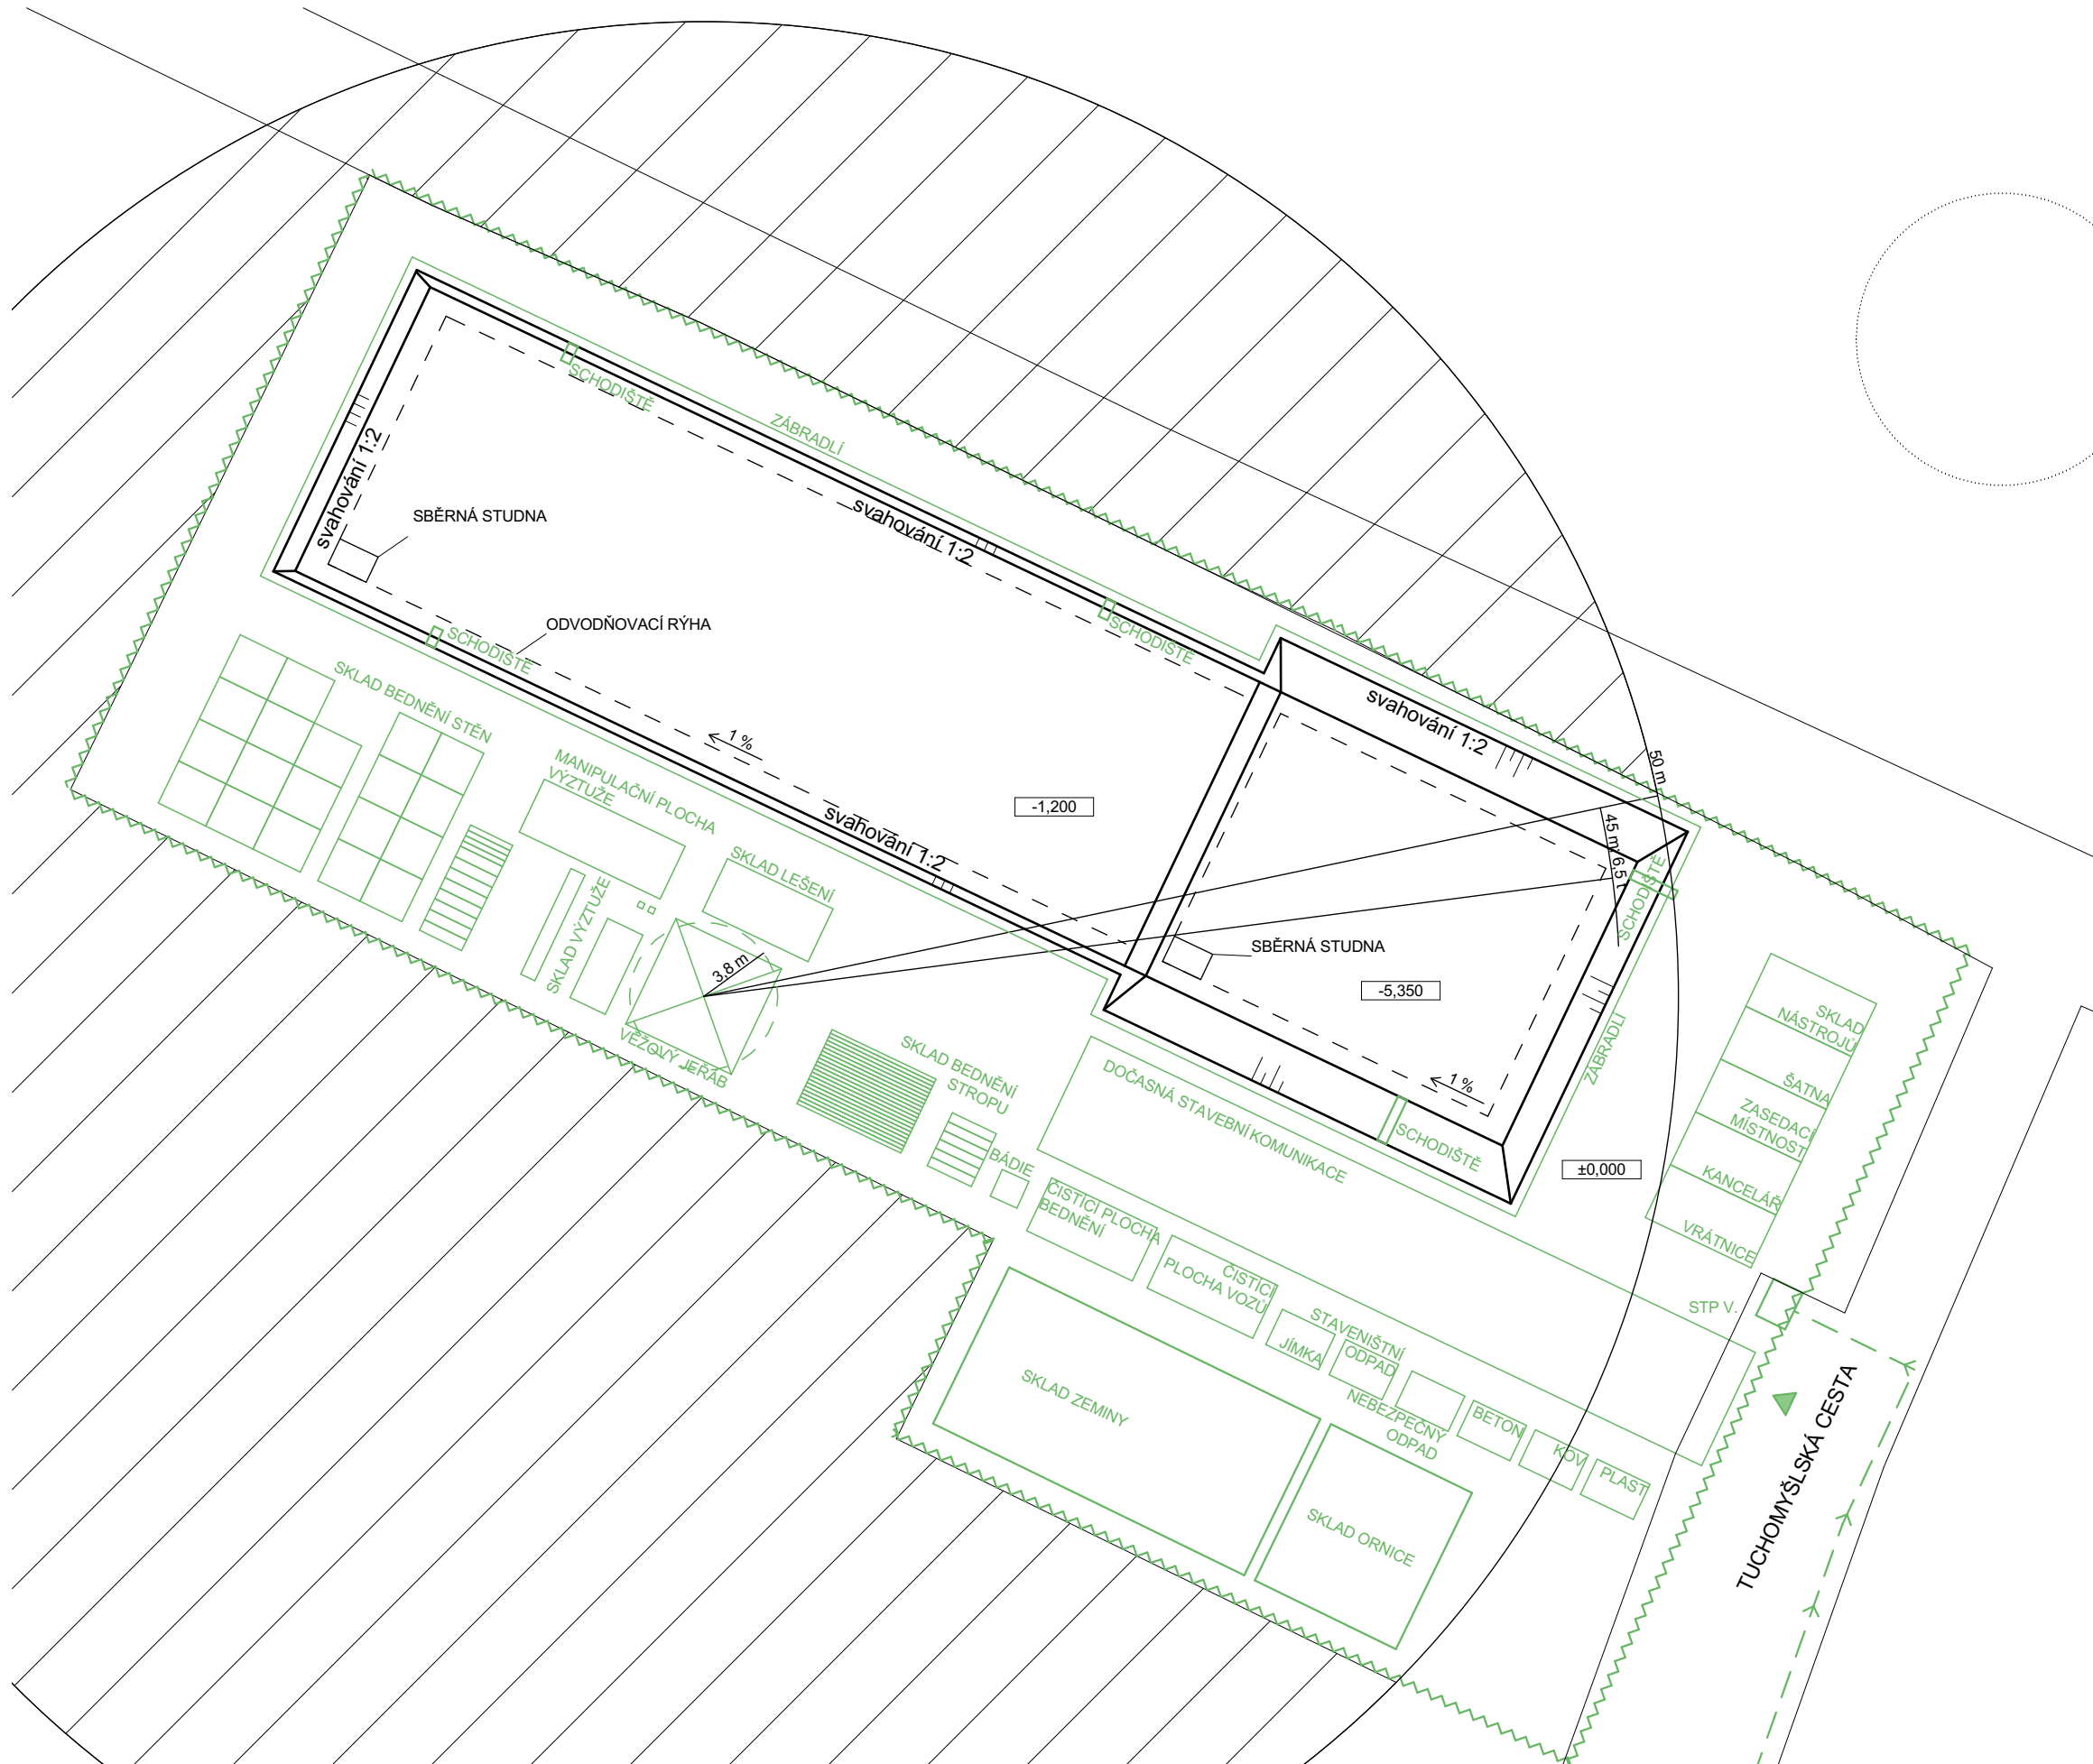 SCHODIŠTĚ
ZÁBRADLÍ
svahování 1:2
svahování 1:2
SBĚRNÁ STUDNA
ODVODŇOVACÍ RÝHA
SCHODIŠTĚ
SCHODIŠTĚ
SKLAD BEDNĚNÍ STĚN
svahování 1:2
1 %
50 m
MANIPULAČNÍ PLOCHA
VÝZTUŽE
-1,200
svahování 1:2
45 m; 6,5 t
SKLAD LEŠENÍ
SCHODIŠTĚ
SKLAD VÝZTUŽE
3,8 m
SBĚRNÁ STUDNA
-5,350
VĚŽOVÝ JEŘÁB
SKLAD BEDNĚNÍ
STROPU
ZÁBRADLÍ
SKLAD
NÁSTROJŮ
ŠATNA
ZASEDACÍ
MÍSTNOST
KANCELÁŘ
VRÁTNICE
1 %
DOČASNÁ STAVEBNÍ KOMUNIKACE
SCHODIŠTĚ
±0,000
BÁDIE
ČISTÍCÍ PLOCHA
BEDNĚNÍ
ČISTÍCÍ
PLOCHA VOZŮ
STP V.
JÍMKA
STAVENIŠTNÍ
ODPAD
NEBEZPEČNÝ
ODPAD
BETON
KOV
PLAST
SKLAD ZEMINY
SKLAD ORNICE
TUCHOMYŠLSKÁ CESTA